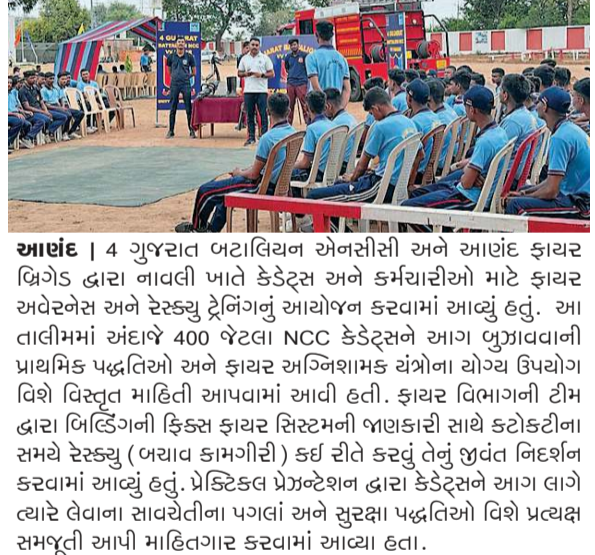 4 GUJARAT
BATTALION NCC
આણંદ | 4 ગુજરાત બટાલિયન એનસીસી અને આણંદ ફાયર
બ્રિગેડ દ્વારા નાવલી ખાતે કેડેટ્સ અને કર્મચારીઓ માટે ફાયર
અવેરનેસ અને રેસ્ક્યુ ટ્રેનિંગનું આયોજન કરવામાં આવ્યું હતું. આ
તાલીમમાં અંદાજે 400 જેટલા NCC કેડેટ્સને આગ બુઝાવવાની
પ્રાથમિક પદ્ધતિઓ અને ફાયર અગ્નિશામક યંત્રોના યોગ્ય ઉપયોગ
વિશે વિસ્તૃત માહિતી આપવામાં આવી હતી. ફાયર વિભાગની ટીમ
દ્વારા બિલ્ડિંગની ફિક્સ ફાયર સિસ્ટમની જાણકારી સાથે કટોકટીના
સમયે રેસ્ક્યુ (બચાવ કામગીરી) કઈ રીતે કરવું તેનું જીવંત નિદર્શન
કરવામાં આવ્યું હતું. પ્રેક્ટિકલ પ્રેઝન્ટેશન દ્વારા કેડેટ્સને આગ લાગે
ત્યારે લેવાના સાવચેતીના પગલાં અને સુરક્ષા પદ્ધતિઓ વિશે પ્રત્યક્ષ
સમજૂતી આપી માહિતગાર કરવામાં આવ્યા હતા.